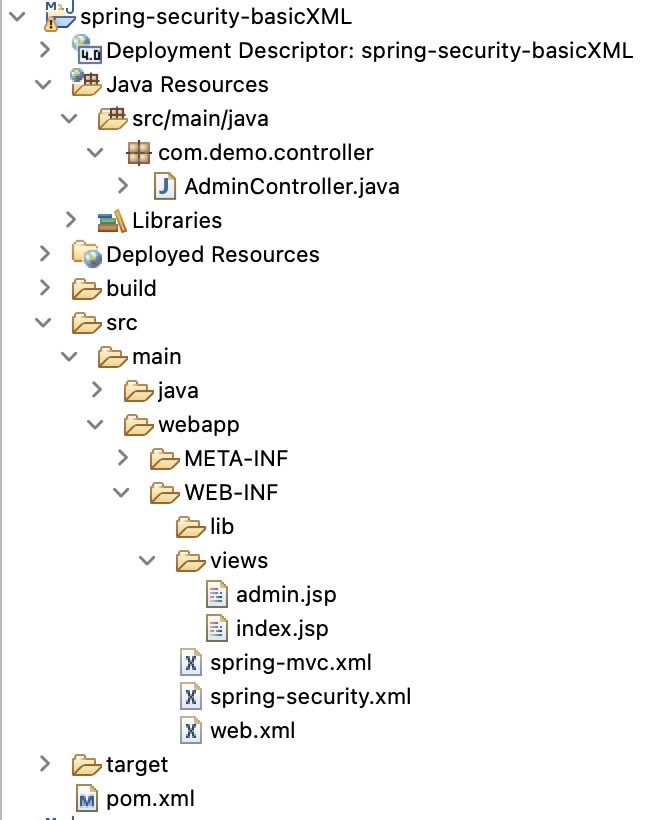 spring-security-basicXML
Deployment Descriptor: spring-security-basicXML
Java Resources
src/main/java
com.demo.controller
AdminController.java
Libraries
Deployed Resources
build
src
main
java
webapp
META-INF
WEB-INF
lib
views
admin.jsp
index.jsp
spring-mvc.xml
spring-security.xml
web.xml
target
pom.xml